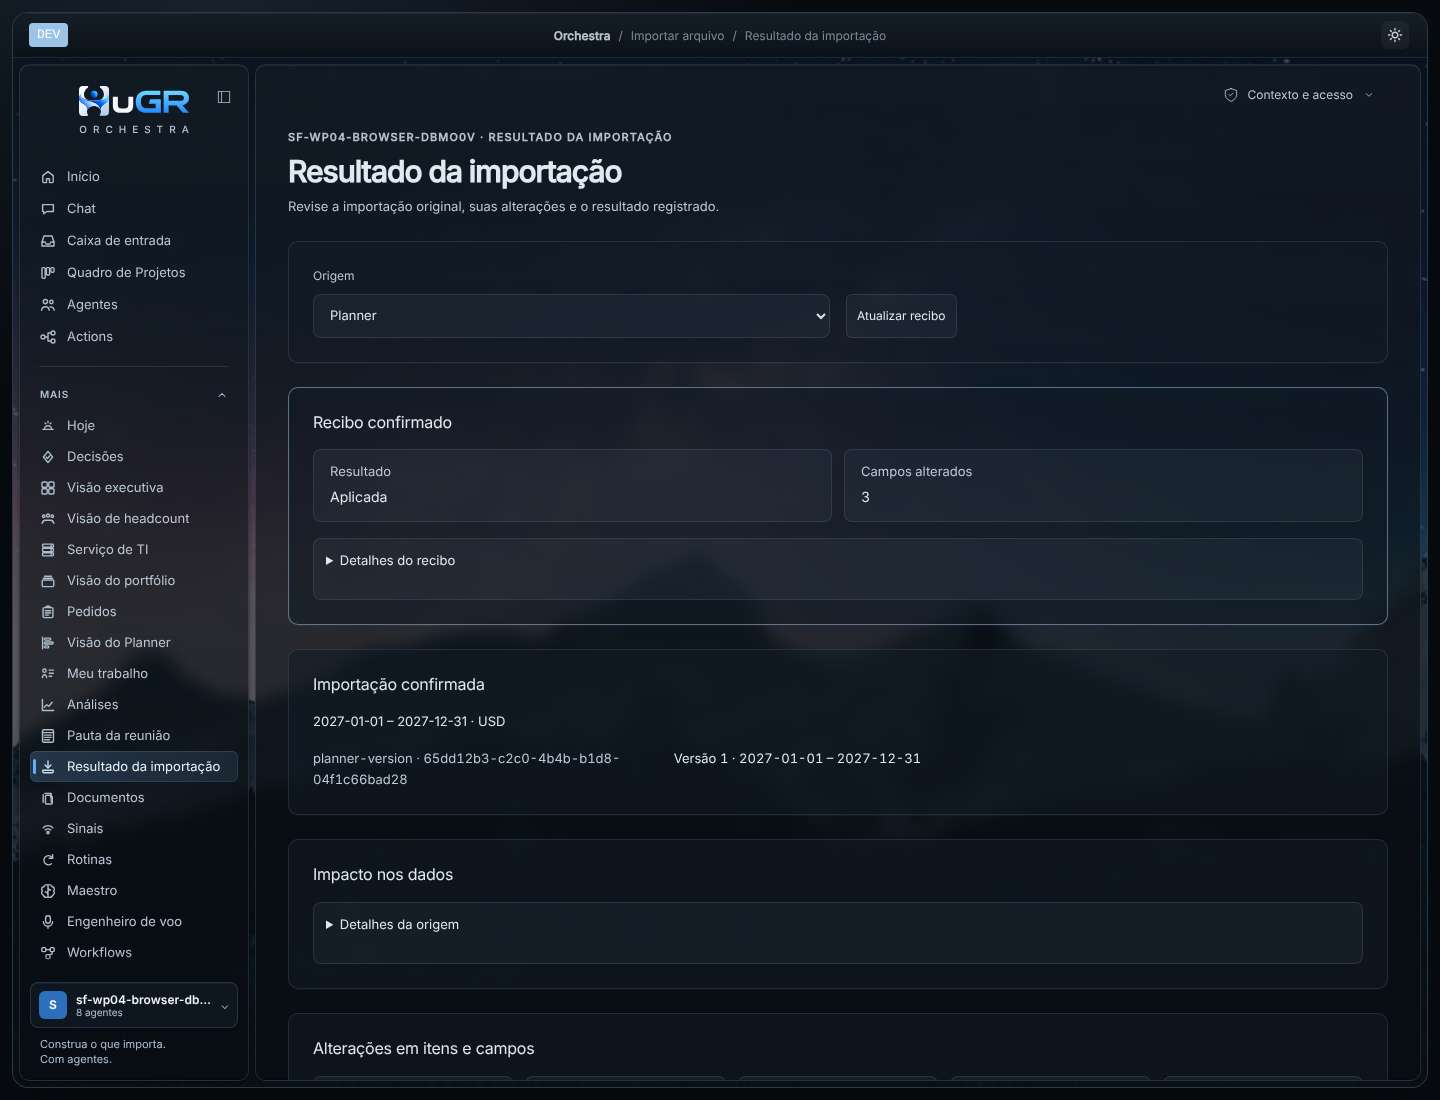 DEV
Orchestra / Importar arquivo / Resultado da importação
HuGR
ORCHESTRA
Início
Chat
Caixa de entrada
Quadro de Projetos
Agentes
Actions
MAIS
Hoje
Decisões
Visão executiva
Visão de headcount
Serviço de TI
Visão do portfólio
Pedidos
Visão do Planner
Meu trabalho
Análises
Pauta da reunião
Resultado da importação
Documentos
Sinais
Rotinas
Maestro
Engenheiro de voo
Workflows
S
sf-wp04-browser-db...
8 agentes
Construa o que importa.
Com agentes.
Contexto e acesso
SF-WP04-BROWSER-DBMO0V · RESULTADO DA IMPORTAÇÃO
Resultado da importação
Revise a importação original, suas alterações e o resultado registrado.
Origem
Planner
Atualizar recibo
Recibo confirmado
Resultado
Aplicada
Campos alterados
3
Detalhes do recibo
Importação confirmada
2027-01-01 – 2027-12-31 · USD
planner-version · 65dd12b3-c2c0-4b4b-b1d8-
04f1c66bad28
Versão 1 · 2027-01-01 – 2027-12-31
Impacto nos dados
Detalhes da origem
Alterações em itens e campos